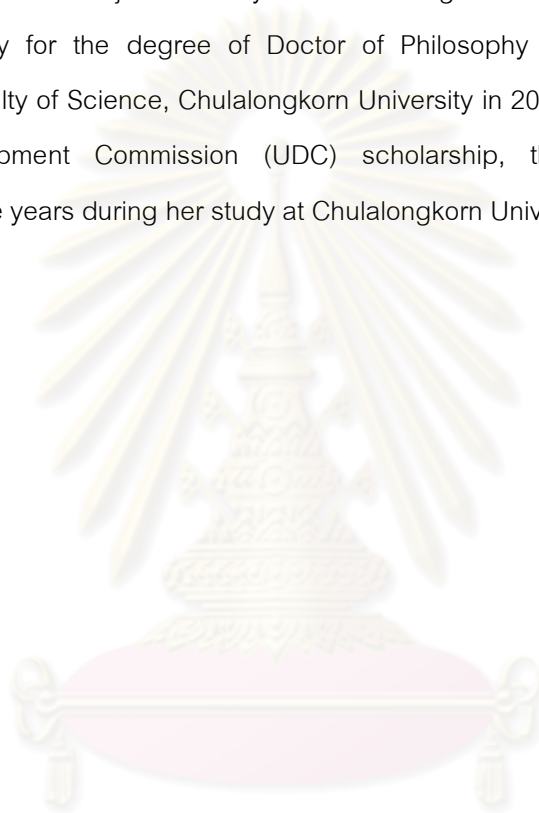 y for the degree of Doctor of Philosophy
lty of Science, Chulalongkorn University in 20
pment Commission (UDC) scholarship,
years during her study at Chulalongkorn Univ